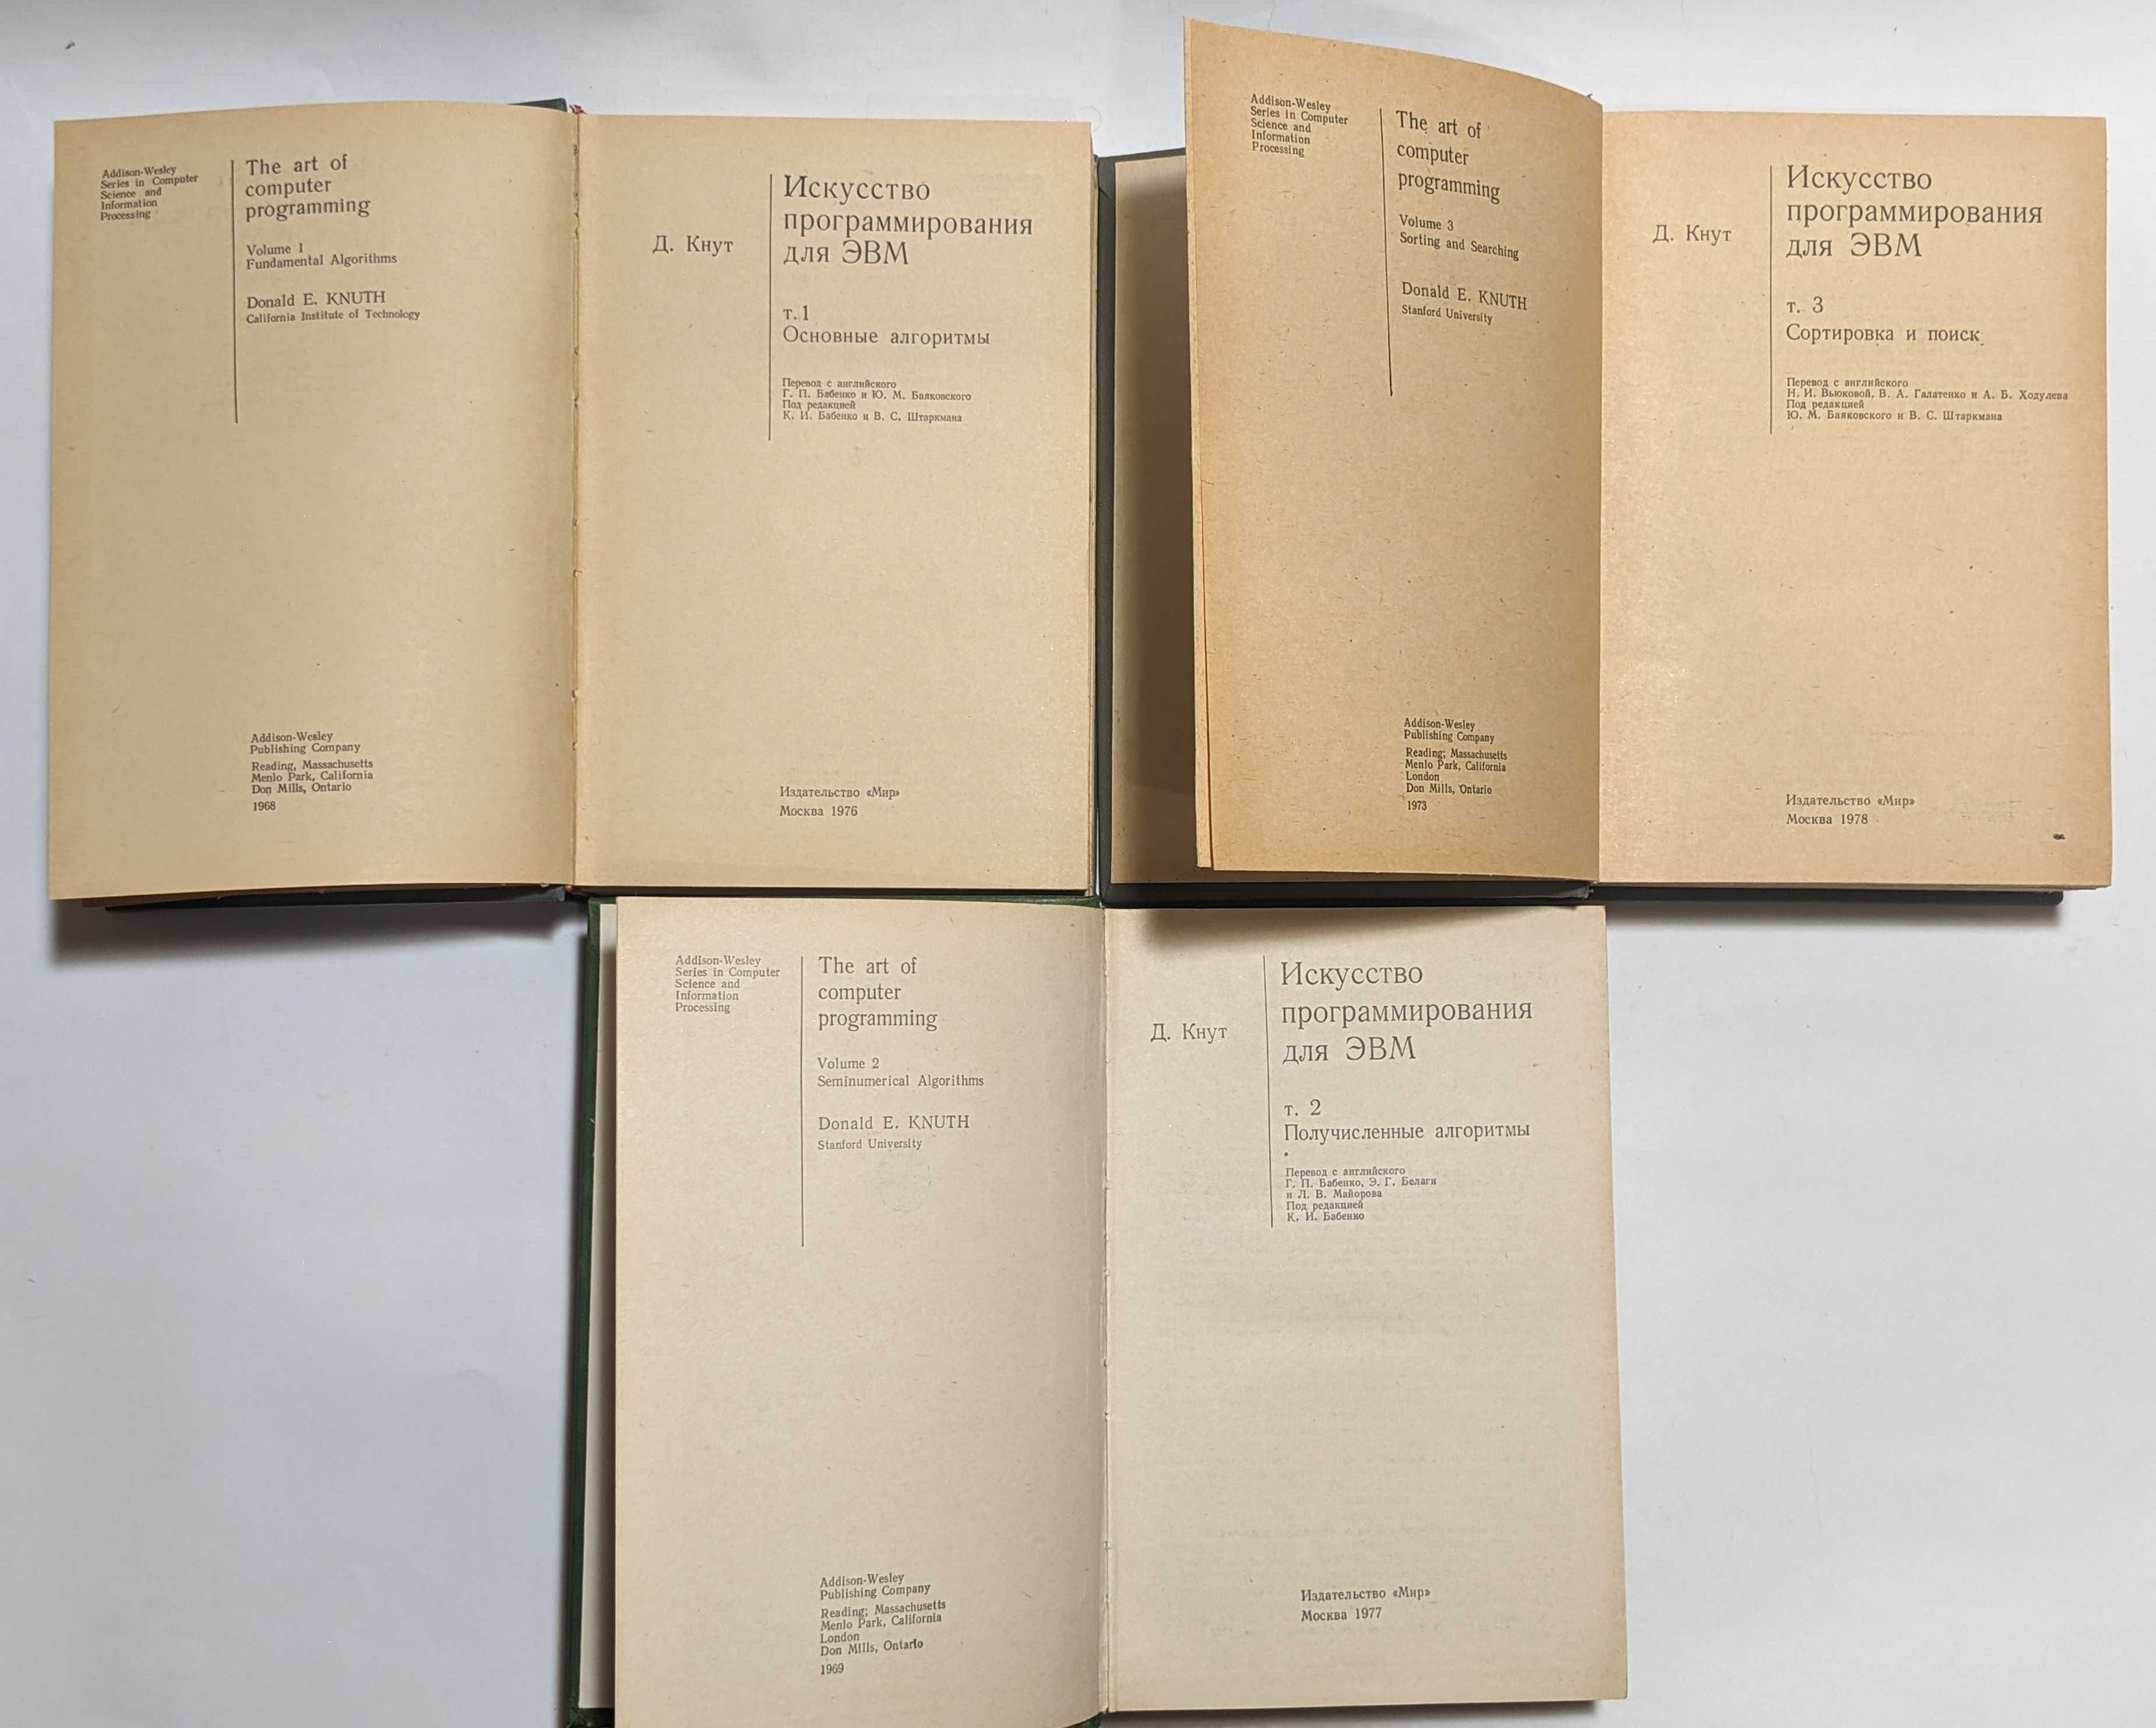 Addison-Wesley
Series in Computer
Science and
Information
Processing
The art of
computer
programming
Volume 1
Fundamental Algorithms
Donald E. KNUTH
California Institute of Technology
Addison-Wesley
Publishing Company
Reading, Massachusetts
Menlo Park, California
Don Mills, Ontario
1968
Д. Кнут
Искусство
программирования
для ЭВМ
т. 1
Основные алгоритмы
Перевод с английского
Г. П. Бабенко и Ю. М. Баяковского
Под редакцией
К. И. Бабенко и В. С. Штаркмана
Издательство «Мир»
Москва 1976
Addison-Wesley
Series in Computer
Science and
Information
Processing
The art of
computer
programming
Volume 3
Sorting and Searching
Donald E. KNUTH
Stanford University
Addison-Wesley
Publishing Company
Reading; Massachusetts
Menlo Park, California
London
Don Mills, Ontario
1973
Д. Кнут
Искусство
программирования
для ЭВМ
т. 3
Сортировка и поиск
Перевод с английского
Н. И. Вьюковой, В. А. Галатенко и А. Б. Ходулева
Под редакцией
Ю. М. Баяковского и В. С. Штаркмана
Издательство «Мир»
Москва 1978
Addison-Wesley
Series in Computer
Science and
Information
Processing
The art of
computer
programming
Volume 2
Seminumerical Algorithms
Donald E. KNUTH
Stanford University
Addison-Wesley
Publishing Company
Reading; Massachusetts
Menlo Park, California
London
Don Mills, Ontario
1969
Д. Кнут
Искусство
программирования
для ЭВМ
т. 2
Получисленные алгоритмы
Перевод с английского
Г. П. Бабенко, Э. Г. Белаги
и Л. В. Майорова
Под редакцией
К. И. Бабенко
Издательство «Мир»
Москва 1977